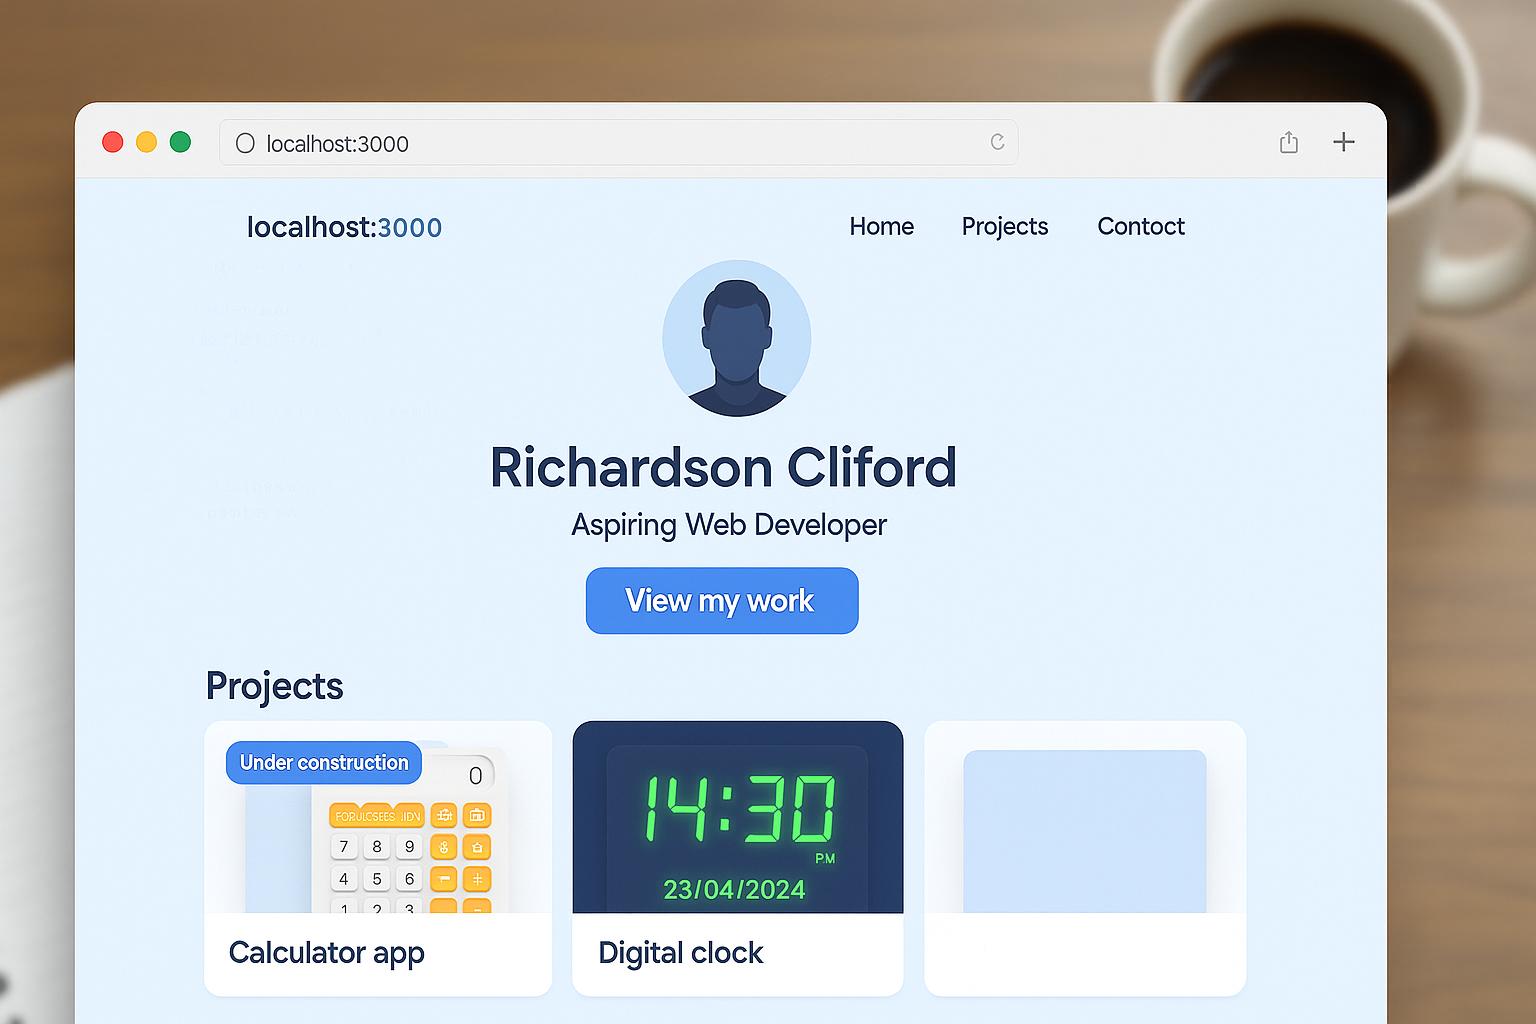 localhost:3000
localhost:3000
Home Projects Contoct
Richardson Cliford
Aspiring Web Developer
View my work
Projects
Under construction
0
7 8 9
4 5 6
1 2 3
Calculator app
14:30
PM
23/04/2024
Digital clock